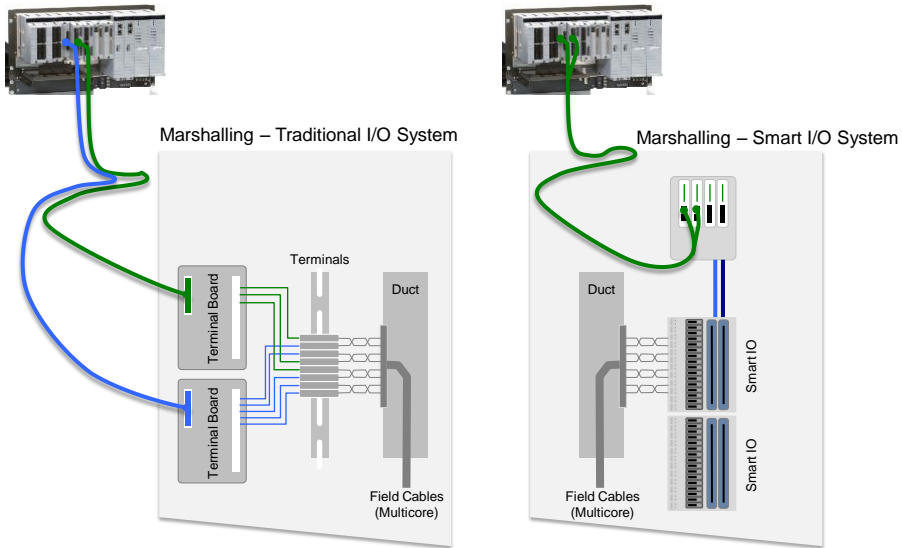 Marshalling – Traditional I/O System
Terminals
Duct
Terminal Board
Terminal Board
Field Cables
(Multicore)
Marshalling – Smart I/O System
Duct
Smart IO
Smart IO
Field Cables
(Multicore)